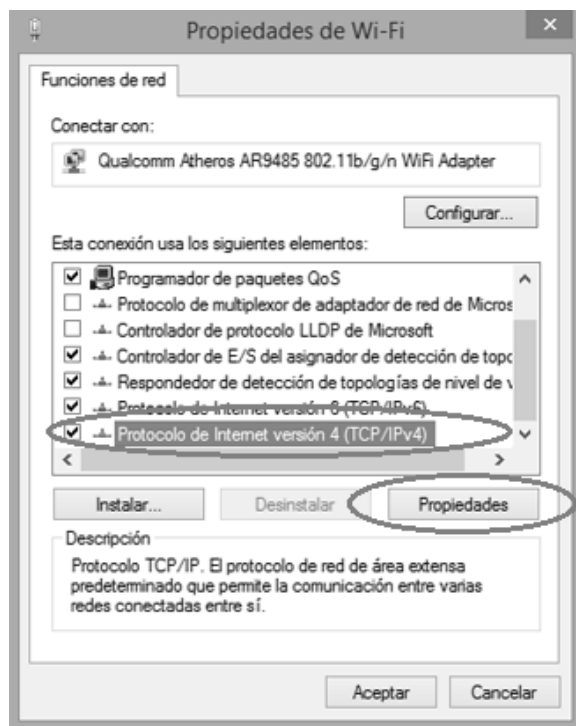 Propiedades de Wi-Fi
Funciones de red
Conectar con:
Qualcomm Atheros AR9485 802.11b/g/n WiFi Adapter
Configurar...
Esta conexión usa los siguientes elementos:
Programador de paquetes QoS
Protocolo de multiplexor de adaptador de red de Micros
Controlador de protocolo LLDP de Microsoft
Controlador de E/S del asignador de detección de topo
Respondedor de detección de topologías de nivel de v
Protocolo de Internet versión 6 (TCP/IPv6)
Protocolo de Internet versión 4 (TCP/IPv4)
Instalar...
Desinstalar
Propiedades
Descripción
Protocolo TCP/IP. El protocolo de red de área extensa
predeterminado que permite la comunicación entre varias
redes conectadas entre sí.
Aceptar
Cancelar